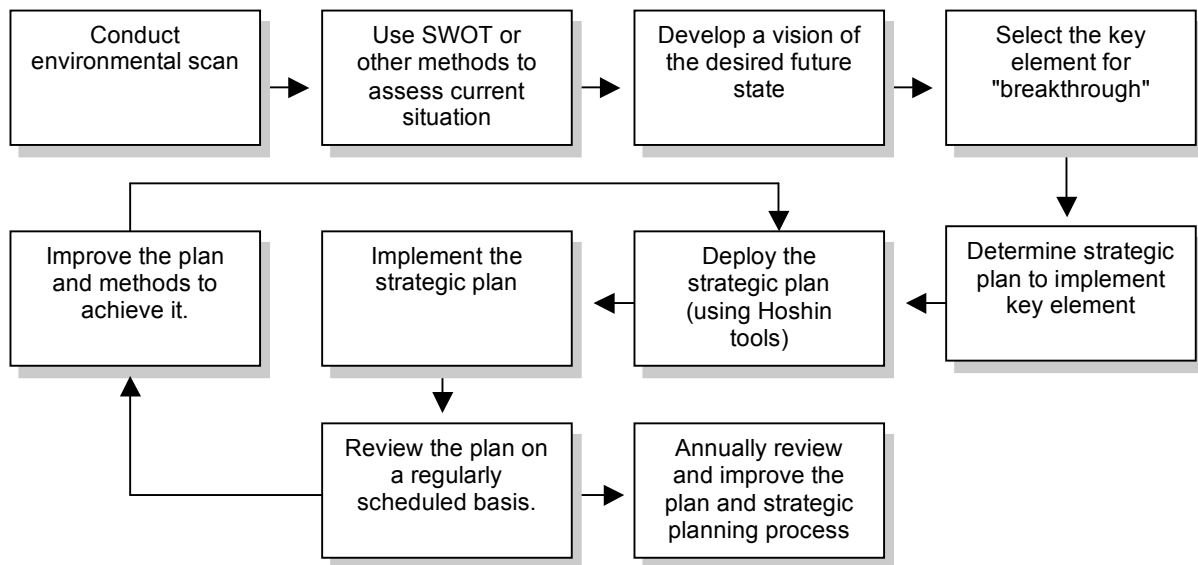 Conduct
environmental scan
Use SWOT or
other methods to
assess current
situation
Develop a vision of
the desired future
state
Select the key
element for
"breakthrough"
Improve the plan
and methods to
achieve it.
Implement the
strategic plan
Deploy the
strategic plan
(using Hoshin
tools)
Determine strategic
plan to implement
key element
Review the plan on
a regularly
scheduled basis.
Annually review
and improve the
plan and strategic
planning process